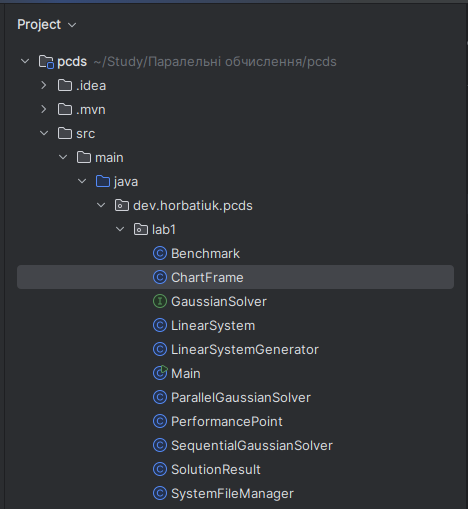 Project
pcds ~/Study/Паралельні обчислення/pcds
.idea
.mvn
src
main
java
dev.horbatiuk.pcds
lab1
Benchmark
ChartFrame
GaussianSolver
LinearSystem
LinearSystemGenerator
Main
ParallelGaussianSolver
PerformancePoint
SequentialGaussianSolver
SolutionResult
SystemFileManager